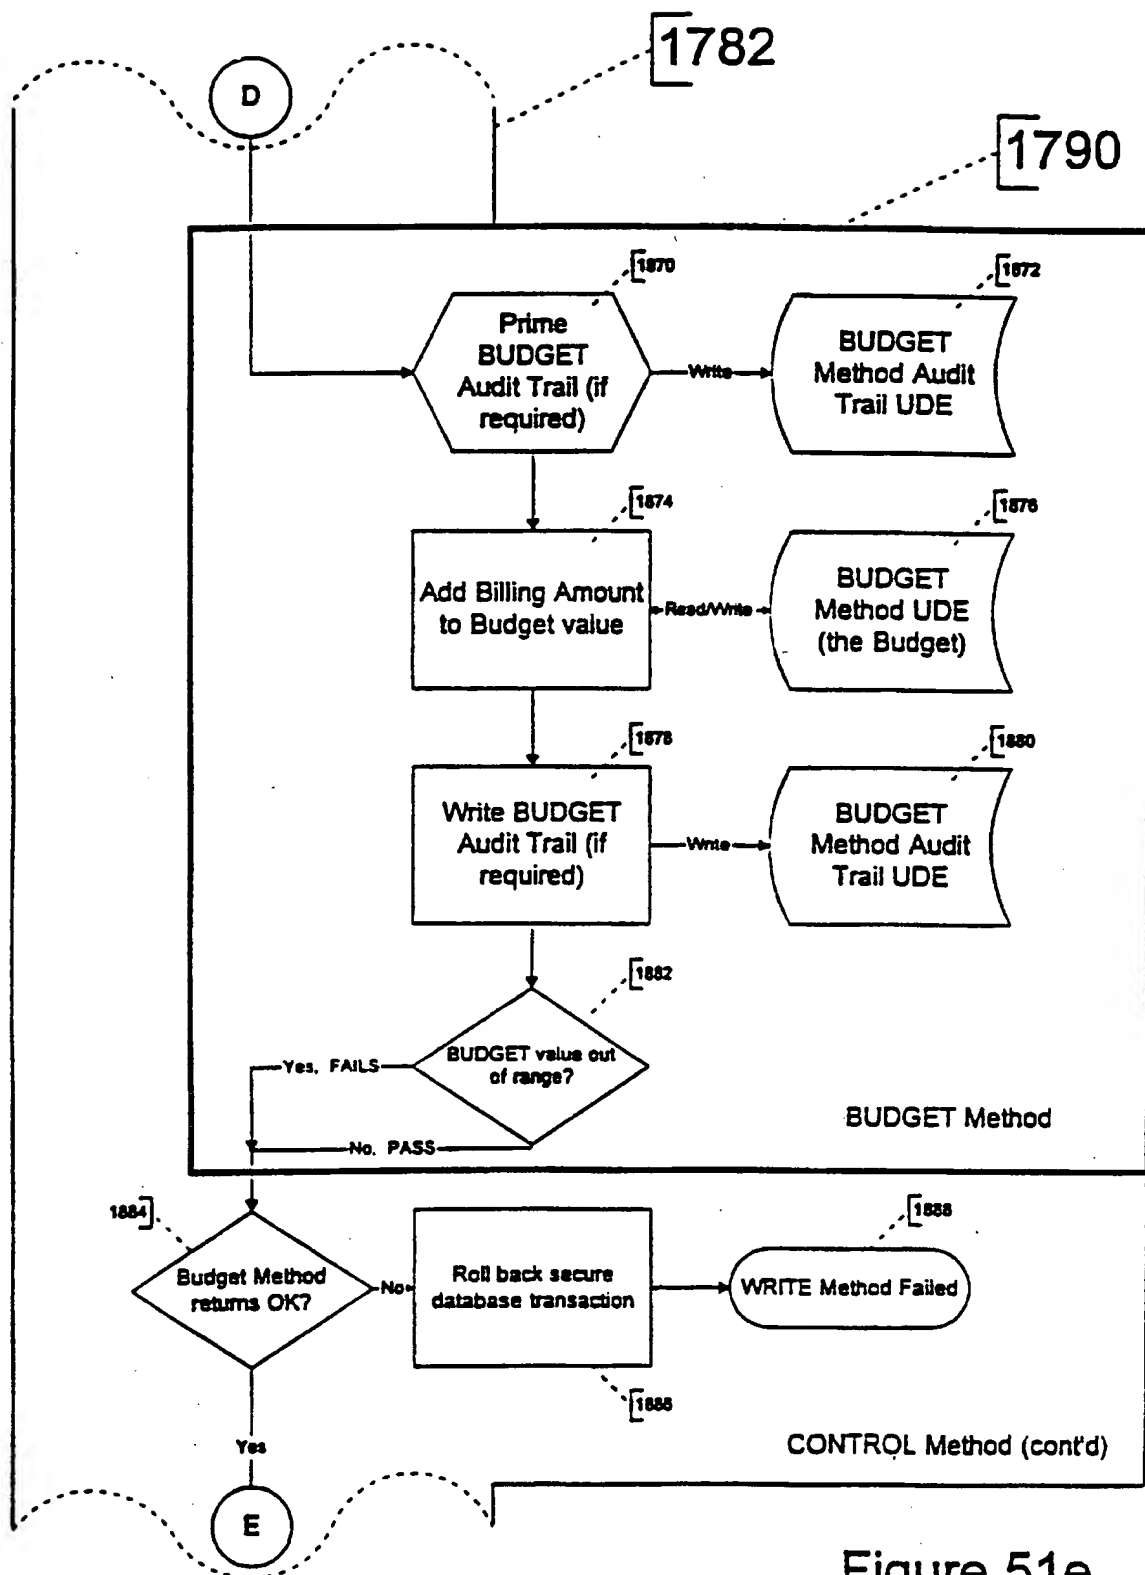 1782
D
1790
1870
1872
Prime
BUDGET
Audit Trail (if
required)
Write
BUDGET
Method Audit
Trail UDE
1874
1876
Add Billing Amount
to Budget value
Read/Write
BUDGET
Method UDE
(the Budget)
1878
1880
Write BUDGET
Audit Trail (if
required)
Write
BUDGET
Method Audit
Trail UDE
1882
BUDGET value out
of range?
Yes, FAILS
No, PASS
BUDGET Method
1884
1888
Budget Method
returns OK?
No
Roll back secure
database transaction
WRITE Method Failed
Yes
CONTROL Method (cont'd)
E
Figure 51e